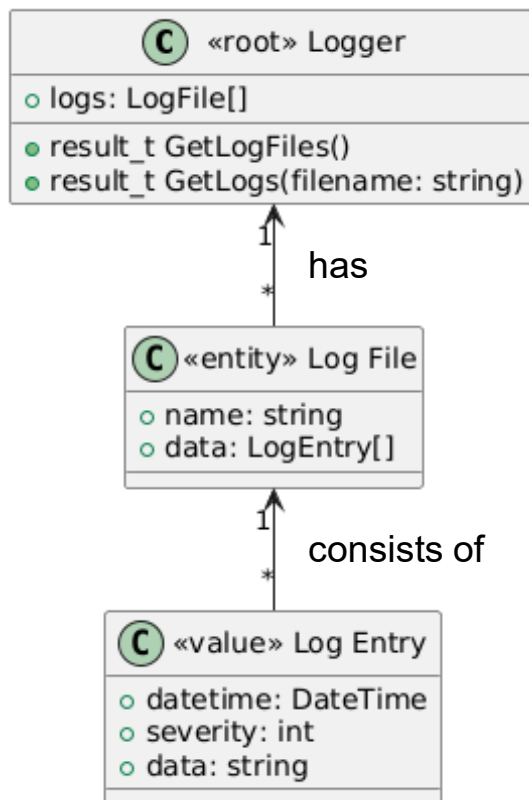 C «root» Logger
logs: LogFile[]
result_t GetLogFiles()
result_t GetLogs(filename: string)
1
has
*
C «entity» Log File
name: string
data: LogEntry[]
1
consists of
*
C «value» Log Entry
datetime: DateTime
severity: int
data: string